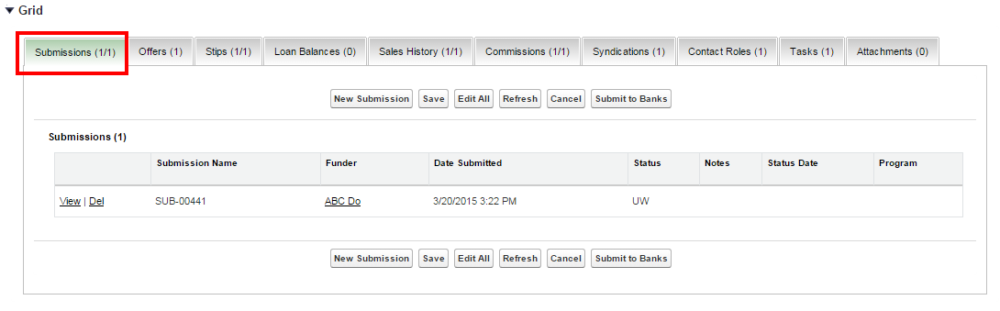 Grid
Submissions (1/1) Offers (1) Stips (1/1) Loan Balances (0) Sales History (1/1) Commissions (1/1) Syndications (1) Contact Roles (1) Tasks (1) Attachments (0)
New Submission Save Edit All Refresh Cancel Submit to Banks
Submissions (1)
Submission Name Funder Date Submitted Status Notes Status Date Program
View | Del SUB-00441 ABC Do 3/20/2015 3:22 PM UW
New Submission Save Edit All Refresh Cancel Submit to Banks